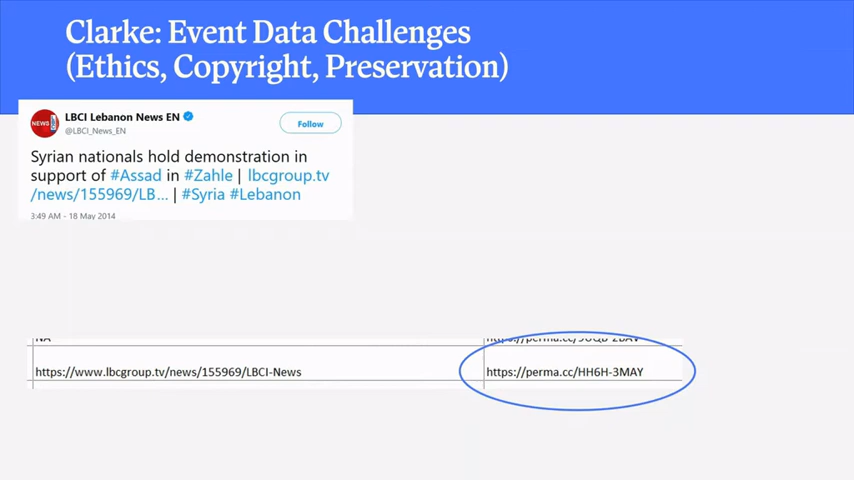 Clarke: Event Data Challenges
(Ethics, Copyright, Preservation)
NEWS
LBCI Lebanon News EN
@LBCI_News_EN
Follow
Syrian nationals hold demonstration in
support of #Assad in #Zahle | lbcgroup.tv
/news/155969/LB... | #Syria #Lebanon
3:49 AM - 18 May 2014
NA
https://www.lbcgroup.tv/news/155969/LBCI-News
https://perma.cc/HH6H-3MAY